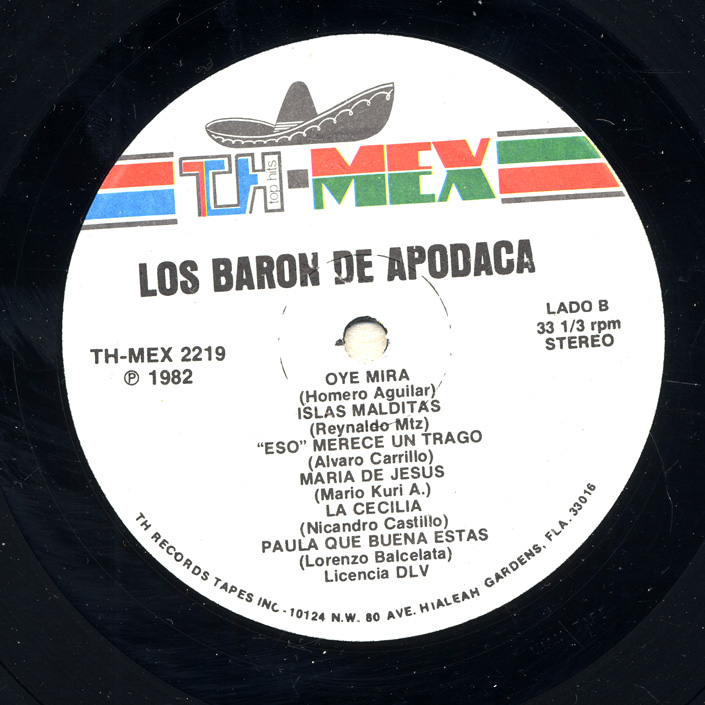 TH-MEX
top hits
LOS BARON DE APODACA
LADO B
33 1/3 rpm
STEREO
TH-MEX 2219
℗ 1982
OYE MIRA
(Homero Aguilar)
ISLAS MALDITAS
(Reynaldo Mtz)
“ESO” MERECE UN TRAGO
(Alvaro Carrillo)
MARIA DE JESUS
(Mario Kuri A.)
LA CECILIA
(Nicandro Castillo)
PAULA QUE BUENA ESTAS
(Lorenzo Balcelata)
Licencia DLV
TH RECORDS TAPES INC - 10124 N.W. 80 AVE. HIALEAH GARDENS, FLA. 33016